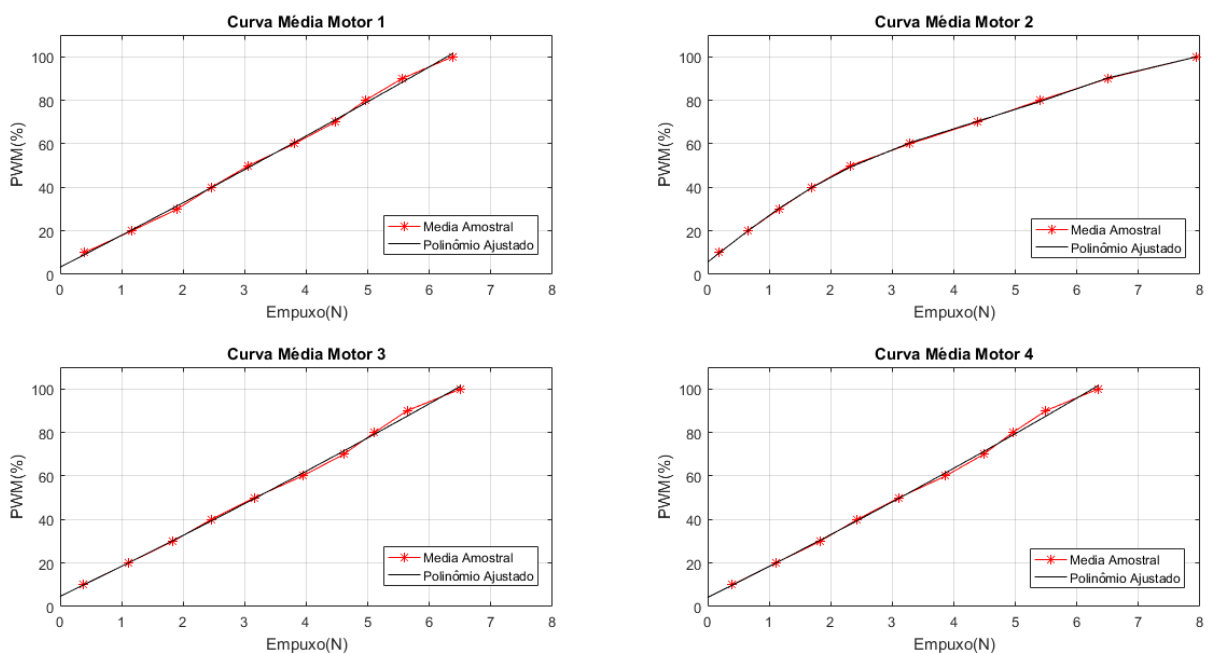 Curva Média Motor 1
100
80
60
40
20
0
PWM(%)
0 1 2 3 4 5 6 7 8
Empuxo(N)
Media Amostral
Polinômio Ajustado
Curva Média Motor 2
100
80
60
40
20
0
PWM(%)
0 1 2 3 4 5 6 7 8
Empuxo(N)
Media Amostral
Polinômio Ajustado
Curva Média Motor 3
100
80
60
40
20
0
PWM(%)
0 1 2 3 4 5 6 7 8
Empuxo(N)
Media Amostral
Polinômio Ajustado
Curva Média Motor 4
100
80
60
40
20
0
PWM(%)
0 1 2 3 4 5 6 7 8
Empuxo(N)
Media Amostral
Polinômio Ajustado